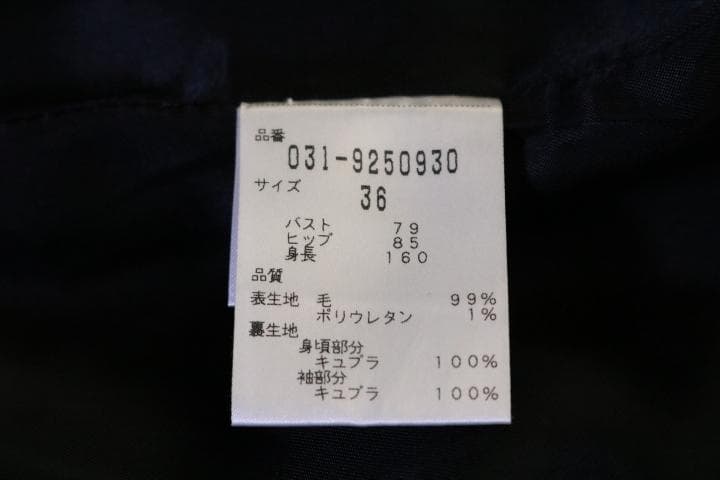 品番
031-9250930
サイズ
36
バスト 79
ヒップ 85
身長 160
品質
表生地 毛 99%
ポリウレタン 1%
裏生地
身頃部分
キュプラ 100%
袖部分
キュプラ 100%